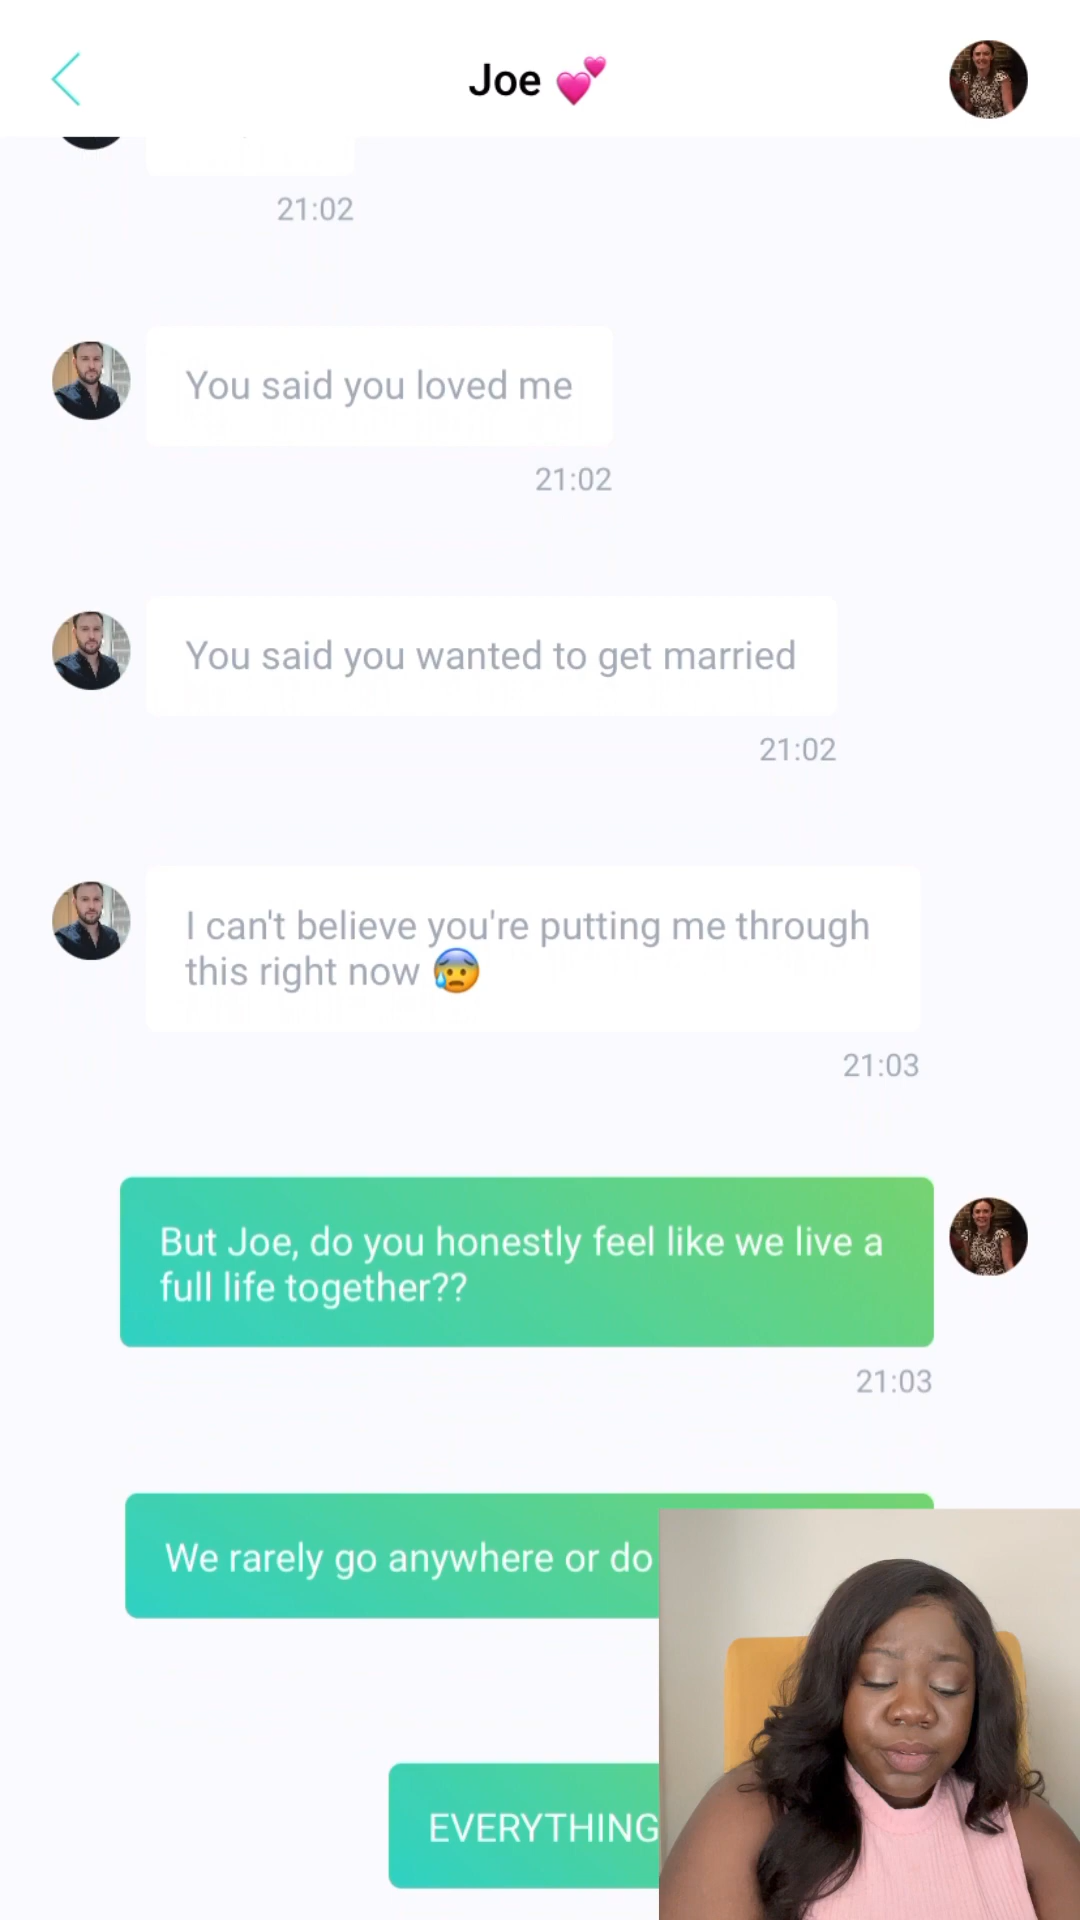 Joe 💕
21:02
You said you loved me
21:02
You said you wanted to get married
21:02
I can't believe you're putting me through
this right now 😰
21:03
But Joe, do you honestly feel like we live a
full life together??
21:03
We rarely go anywhere or do
EVERYTHING